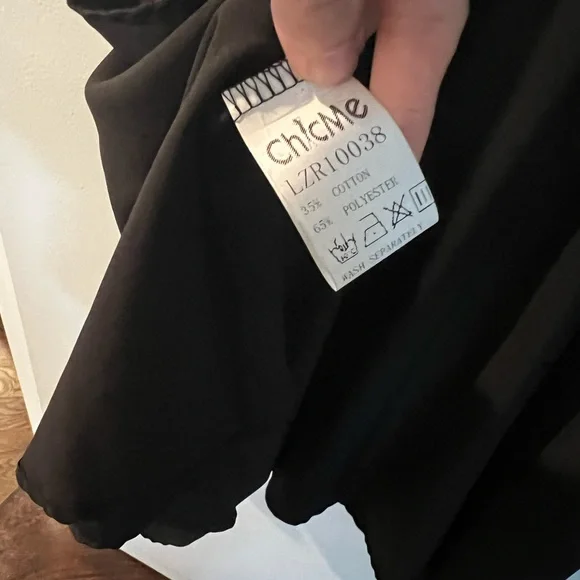 ChicMe
LZR10038
35% COTTON
65% POLYESTER
WASH SEPARATELY